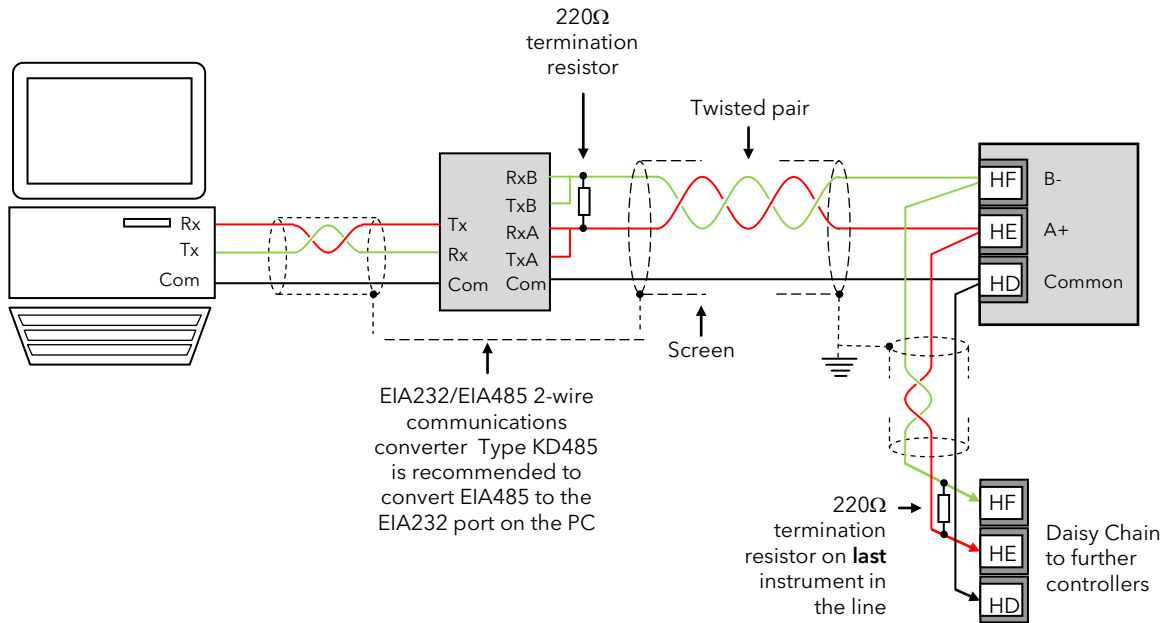 220Ω
termination
resistor
Twisted pair
Rx
Tx
Com
Tx
Rx
Com
RxB
TxB
RxA
TxA
Com
HF
B-
HE
A+
HD
Common
Screen
EIA232/EIA485 2-wire
communications
converter Type KD485
is recommended to
convert EIA485 to the
EIA232 port on the PC
220Ω
termination
resistor on last
instrument in
the line
HF
HE
HD
Daisy Chain
to further
controllers